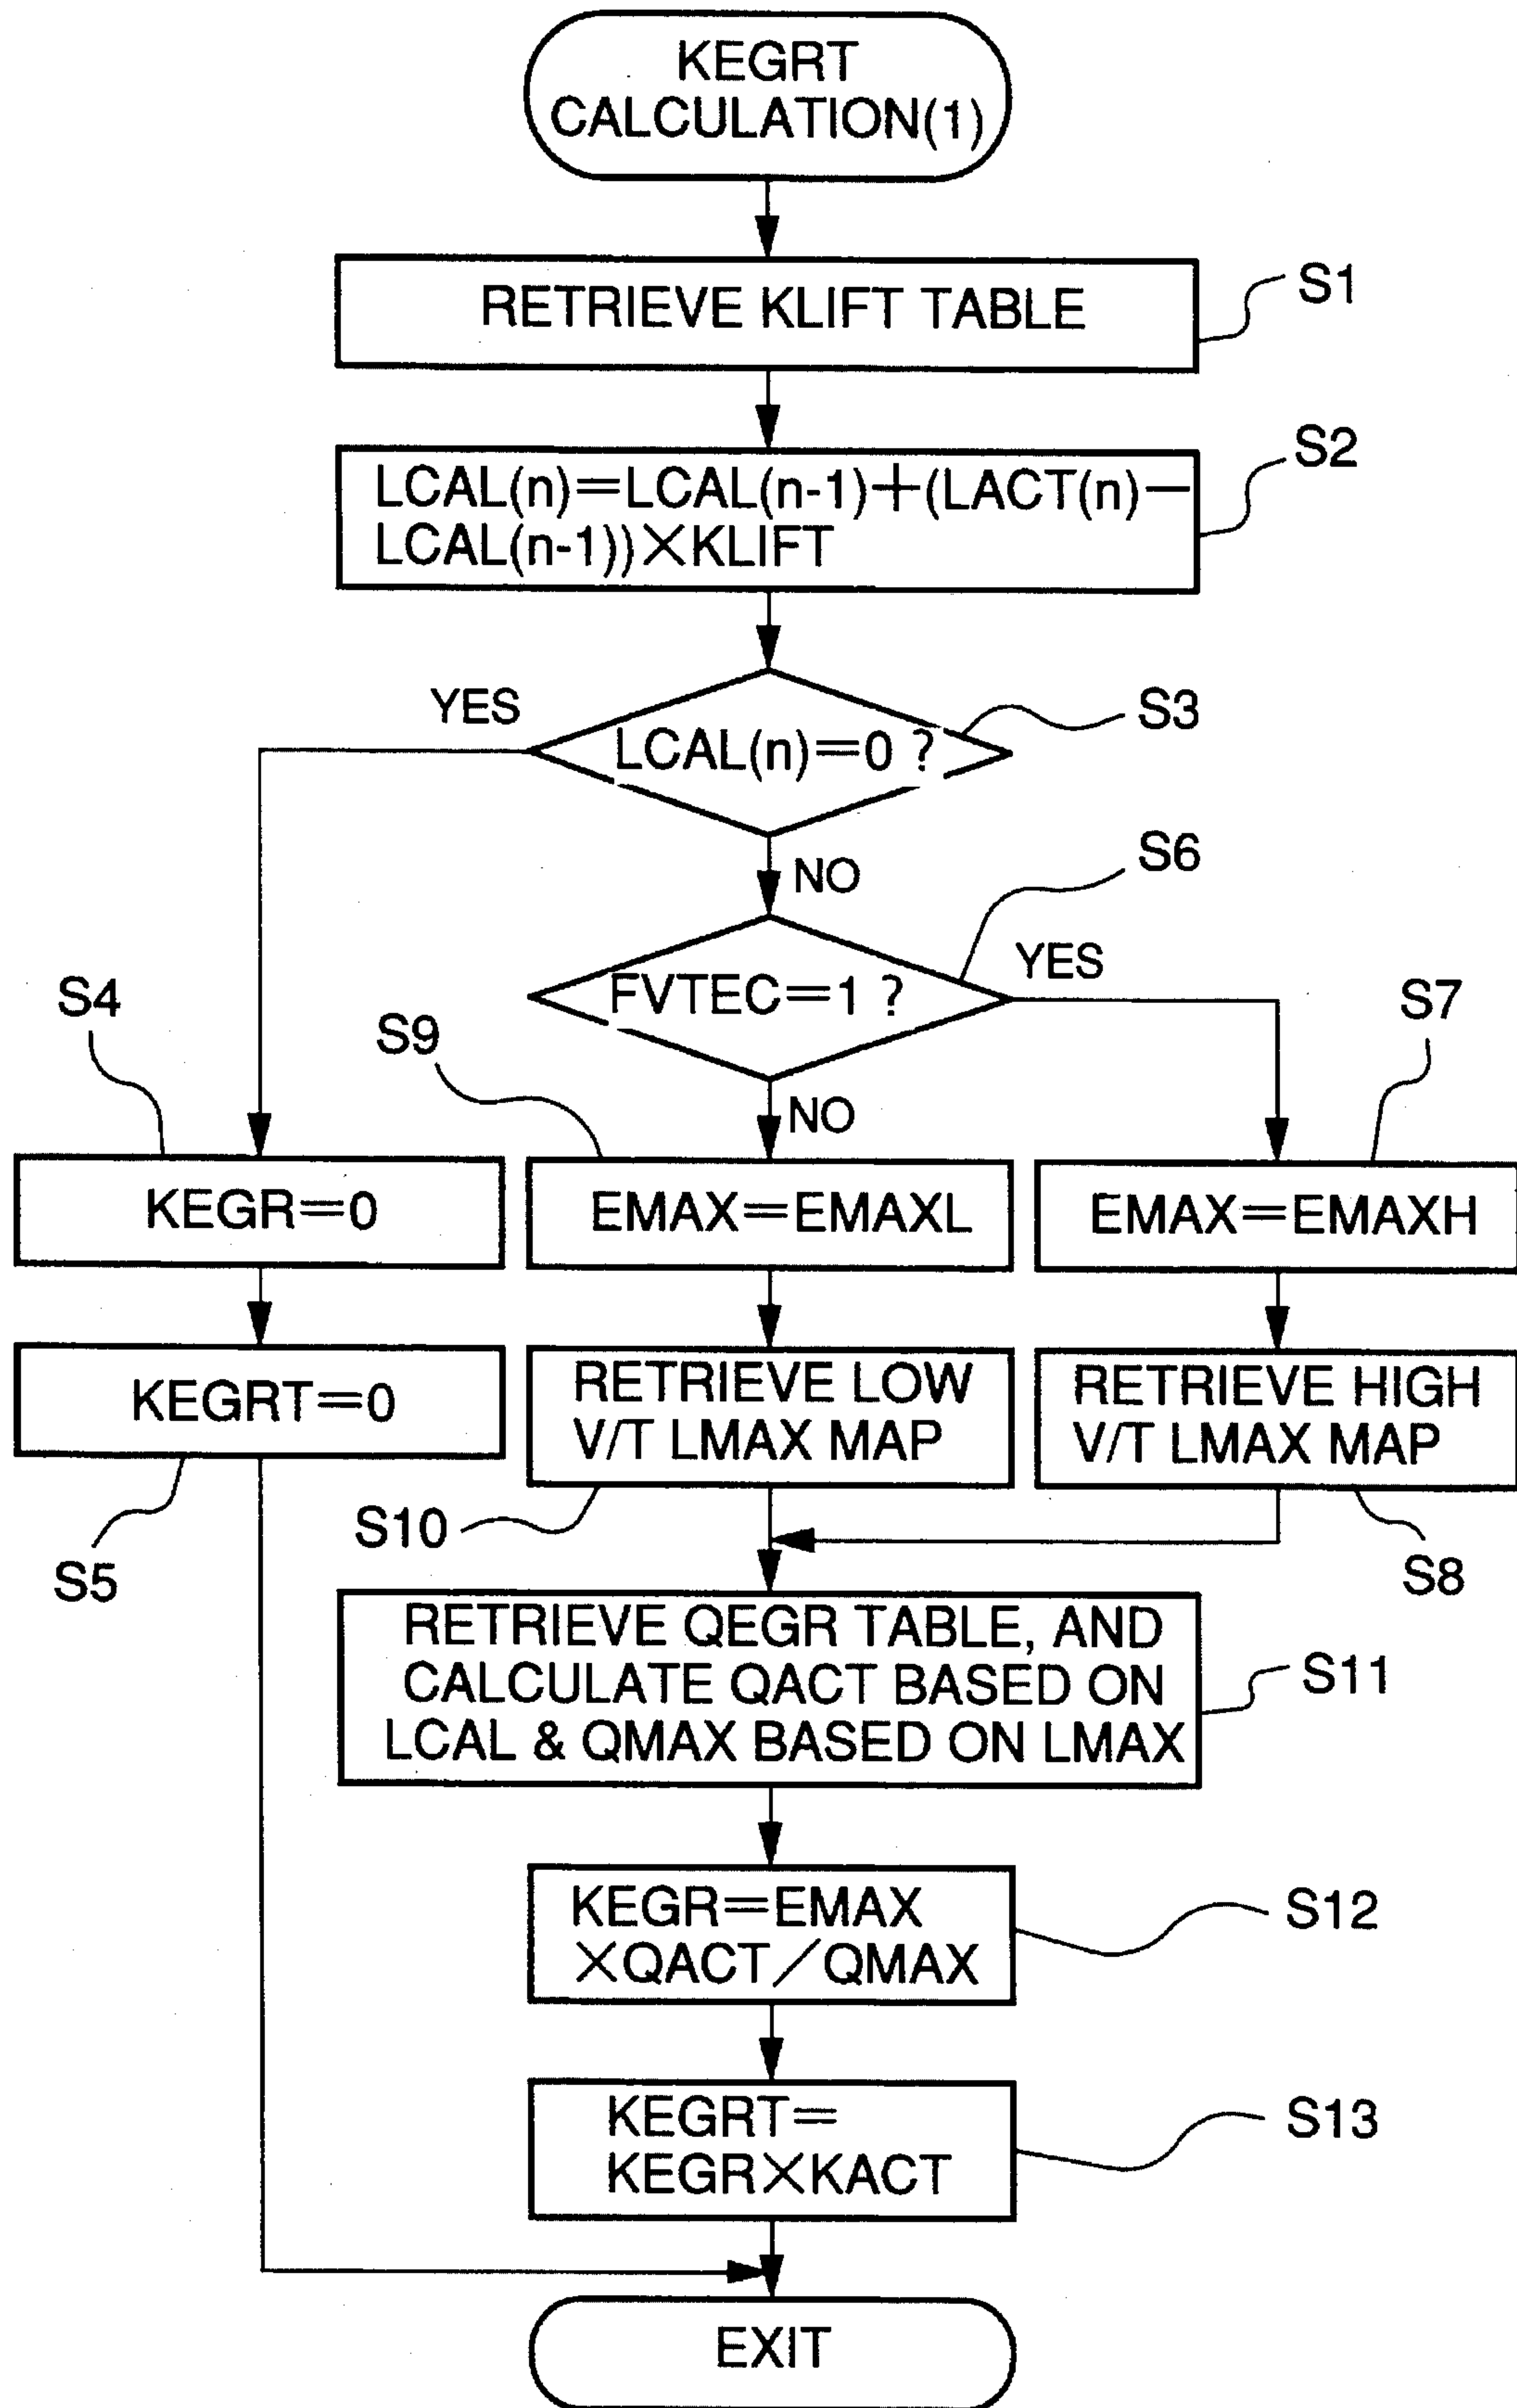 KEGRT
CALCULATION(1)
RETRIEVE KLIFT TABLE
S1
LCAL(n)=LCAL(n-1)+(LACT(n)−
LCAL(n-1))×KLIFT
S2
YES
LCAL(n)=0 ?
S3
NO
S6
FVTEC=1 ?
YES
S4
S9
S7
NO
KEGR=0
EMAX=EMAXL
EMAX=EMAXH
KEGRT=0
RETRIEVE LOW
V/T LMAX MAP
RETRIEVE HIGH
V/T LMAX MAP
S5
S10
S8
RETRIEVE QEGR TABLE, AND
CALCULATE QACT BASED ON
LCAL & QMAX BASED ON LMAX
S11
KEGR=EMAX
×QACT/QMAX
S12
KEGRT=
KEGR×KACT
S13
EXIT